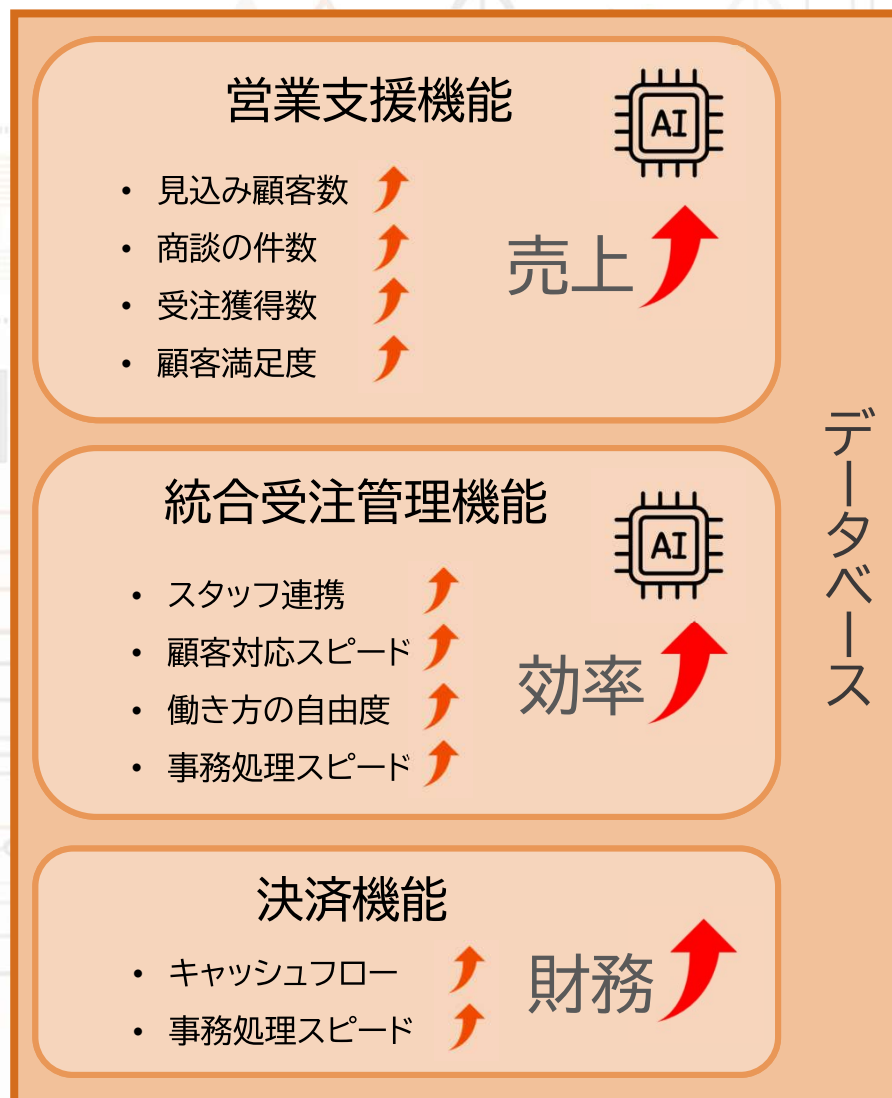 営業支援機能
AI
• 見込み顧客数
• 商談の件数
• 受注獲得数
• 顧客満足度
売上
統合受注管理機能
AI
• スタッフ連携
• 顧客対応スピード
• 働き方の自由度
• 事務処理スピード
効率
決済機能
• キャッシュフロー
• 事務処理スピード
財務
データベース